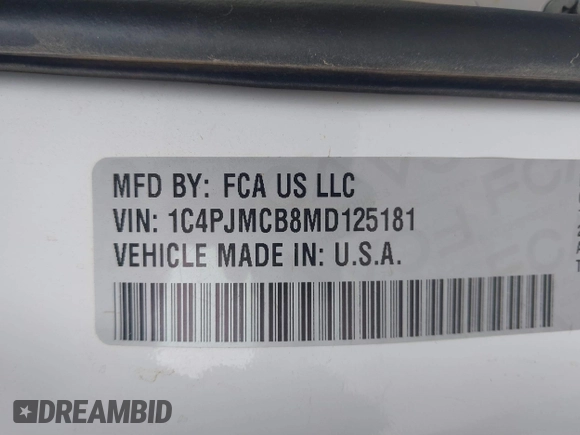 MFD BY: FCA US LLC
VIN: 1C4PJMCB8MD125181
VEHICLE MADE IN: U.S.A.
DREAMBID